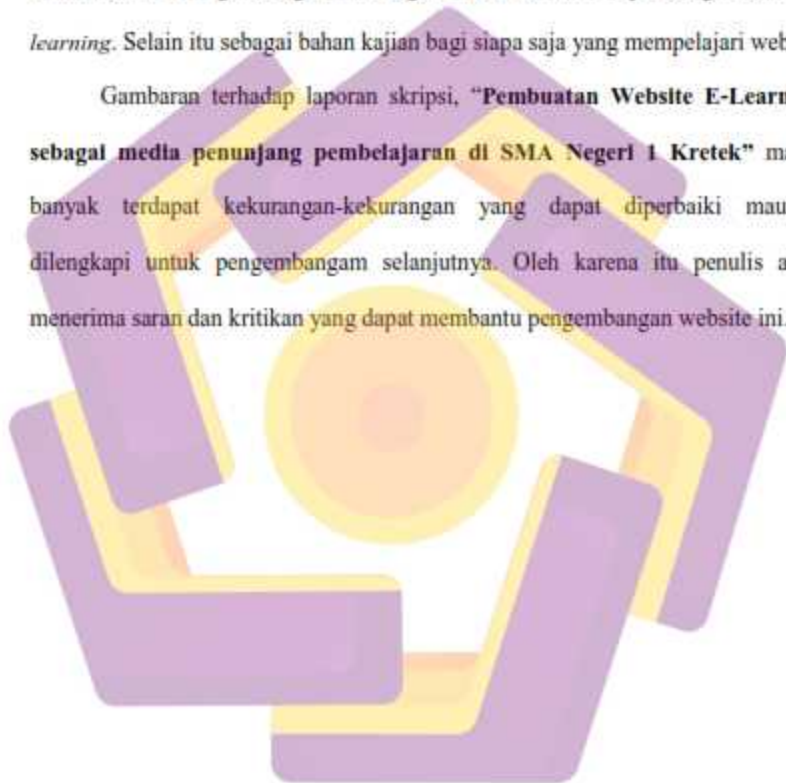 learning. Selain itu sebagai bahan kajian bagi siapa saja yang mempelajari web
Gambaran terhadap laporan skripsi, “Pembuatan Website E-Learn
sebagai media penunjang pembelajaran di SMA Negeri 1 Kretek” ma
banyak terdapat kekurangan-kekurangan yang dapat diperbaiki mau
dilengkapi untuk pengembangam selanjutnya. Oleh karena itu penulis a
menerima saran dan kritikan yang dapat membantu pengembangan website ini.